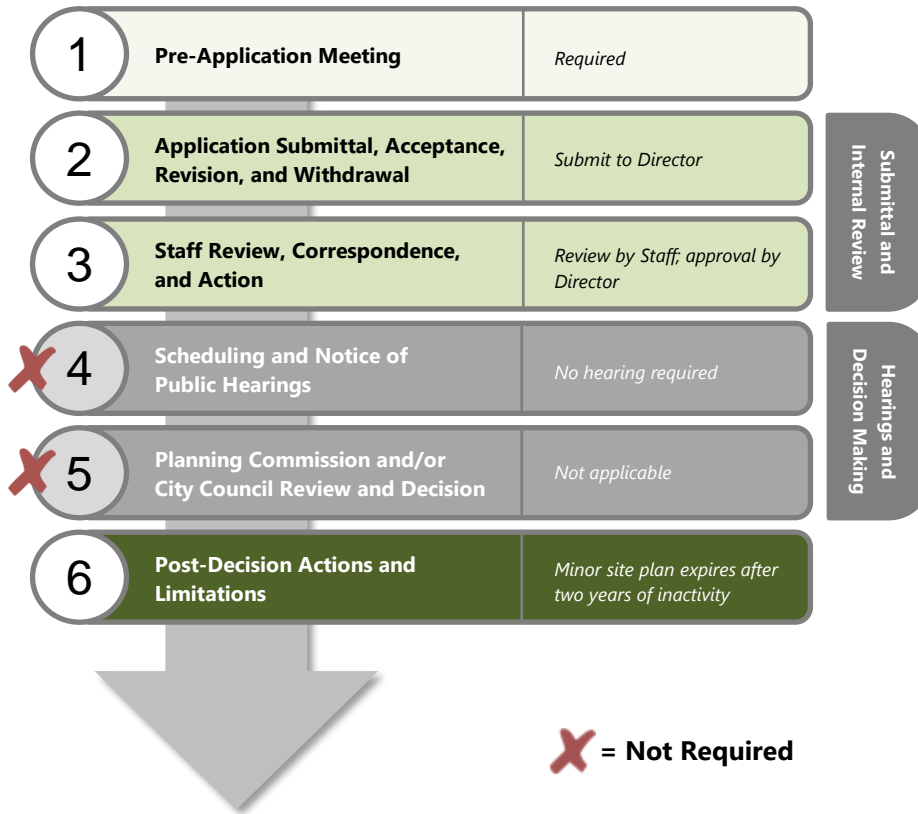 1
Pre-Application Meeting
Required
2
Application Submittal, Acceptance,
Revision, and Withdrawal
Submit to Director
3
Staff Review, Correspondence,
and Action
Review by Staff; approval by
Director
Submittal and
Internal Review
4
Scheduling and Notice of
Public Hearings
No hearing required
5
Planning Commission and/or
City Council Review and Decision
Not applicable
Hearings and
Decision Making
6
Post-Decision Actions and
Limitations
Minor site plan expires after
two years of inactivity
= Not Required